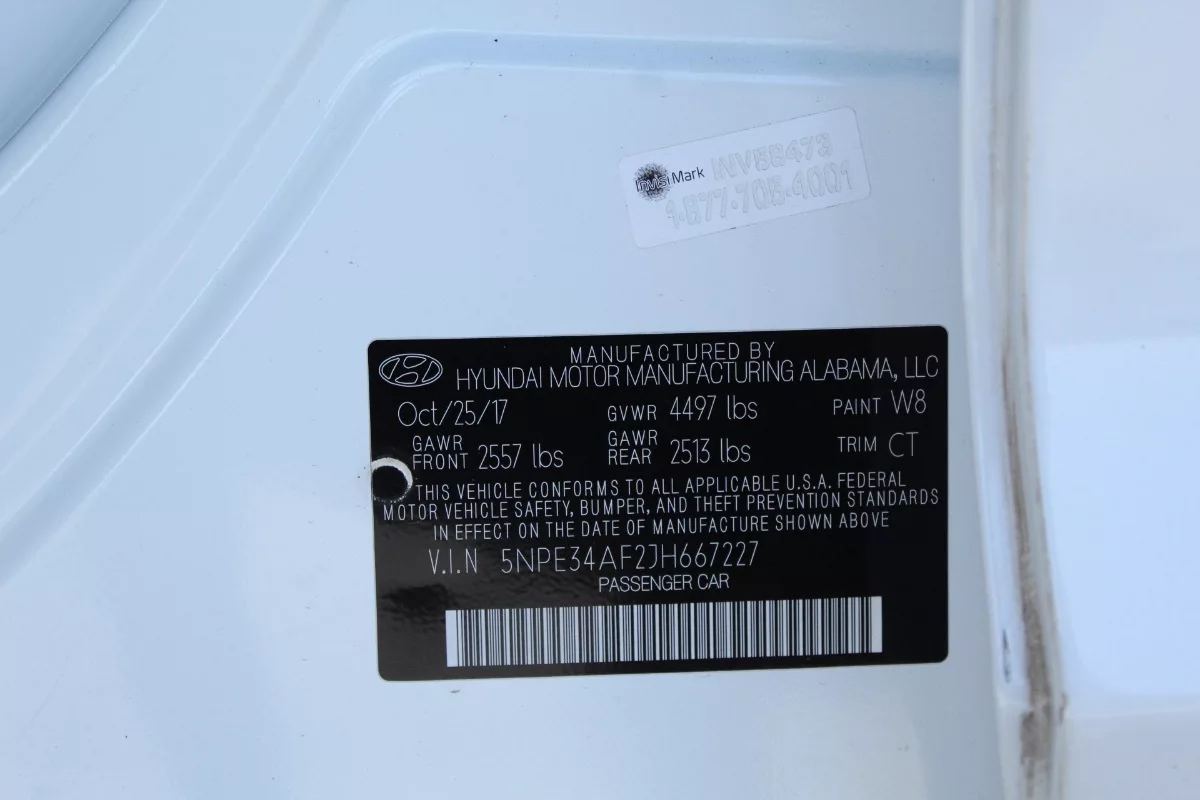 InvisiMark
1.877.705.4001
MANUFACTURED BY
HYUNDAI MOTOR MANUFACTURING ALABAMA, LLC
Oct/25/17 GVWR 4497 lbs PAINT W8
GAWR FRONT 2557 lbs GAWR REAR 2513 lbs TRIM CT
THIS VEHICLE CONFORMS TO ALL APPLICABLE U.S.A. FEDERAL
MOTOR VEHICLE SAFETY, BUMPER, AND THEFT PREVENTION STANDARDS
IN EFFECT ON THE DATE OF MANUFACTURE SHOWN ABOVE
V.I.N 5NPE34AF2JH667227
PASSENGER CAR